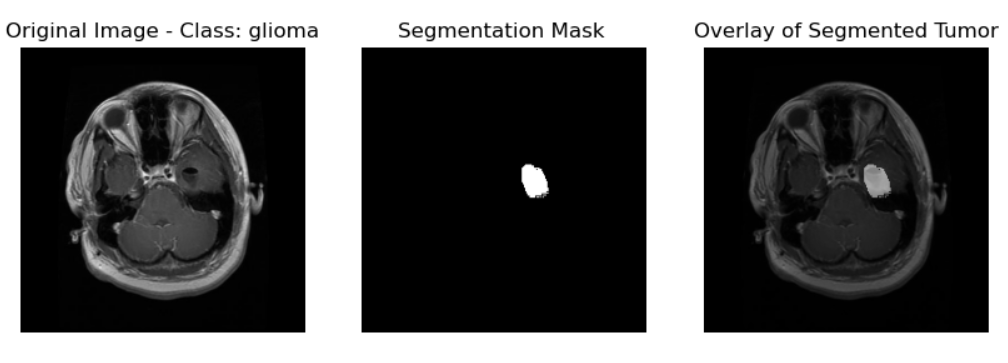 Original Image - Class: glioma
Segmentation Mask
Overlay of Segmented Tumor